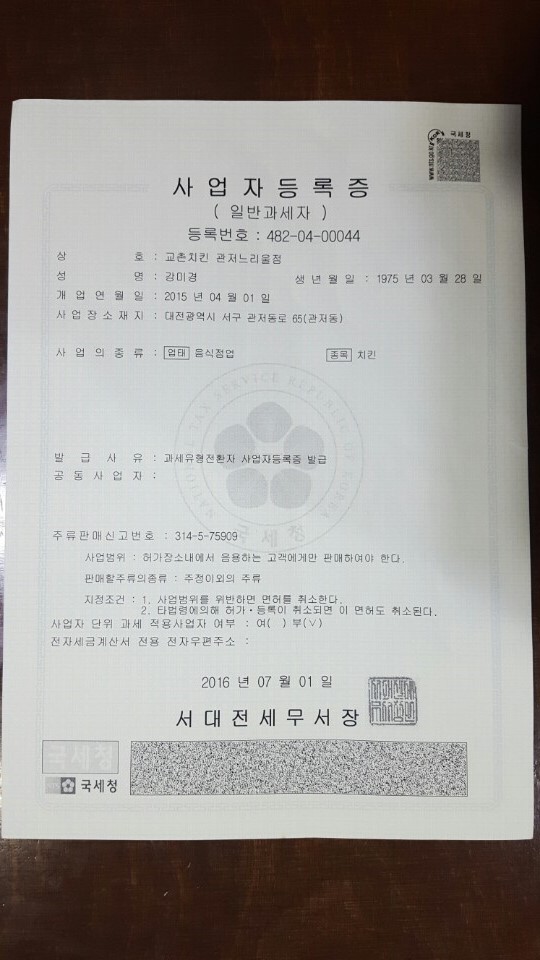 국세청
사업자등록증
( 일반과세자 )
등록번호 : 482-04-00044
상 호 : 교촌치킨 관저느리울점
성 명 : 강미경 생 년 월 일 : 1975 년 03 월 28 일
개 업 연 월 일 : 2015 년 04 월 01 일
사 업 장 소 재 지 : 대전광역시 서구 관저동로 65(관저동)
사 업 의 종 류 : 업태 음식점업 종목 치킨
NATIONAL TAX SERVICE REPUBLIC OF KOREA
국세청
발 급 사 유 : 과세유형전환자 사업자등록증 발급
공 동 사 업 자 :
주류판매신고번호 : 314-5-75909
사업범위 : 허가장소내에서 음용하는 고객에게만 판매하여야 한다.
판매할주류의종류 : 주정이외의 주류
지정조건 : 1. 사업범위를 위반하면 면허를 취소한다.
2. 타법령에의해 허가·등록이 취소되면 이 면허도 취소된다.
사업자 단위 과세 적용사업자 여부 : 여( ) 부(∨)
전자세금계산서 전용 전자우편주소 :
2016 년 07 월 01 일
서대전세무서장
국세청
국세청